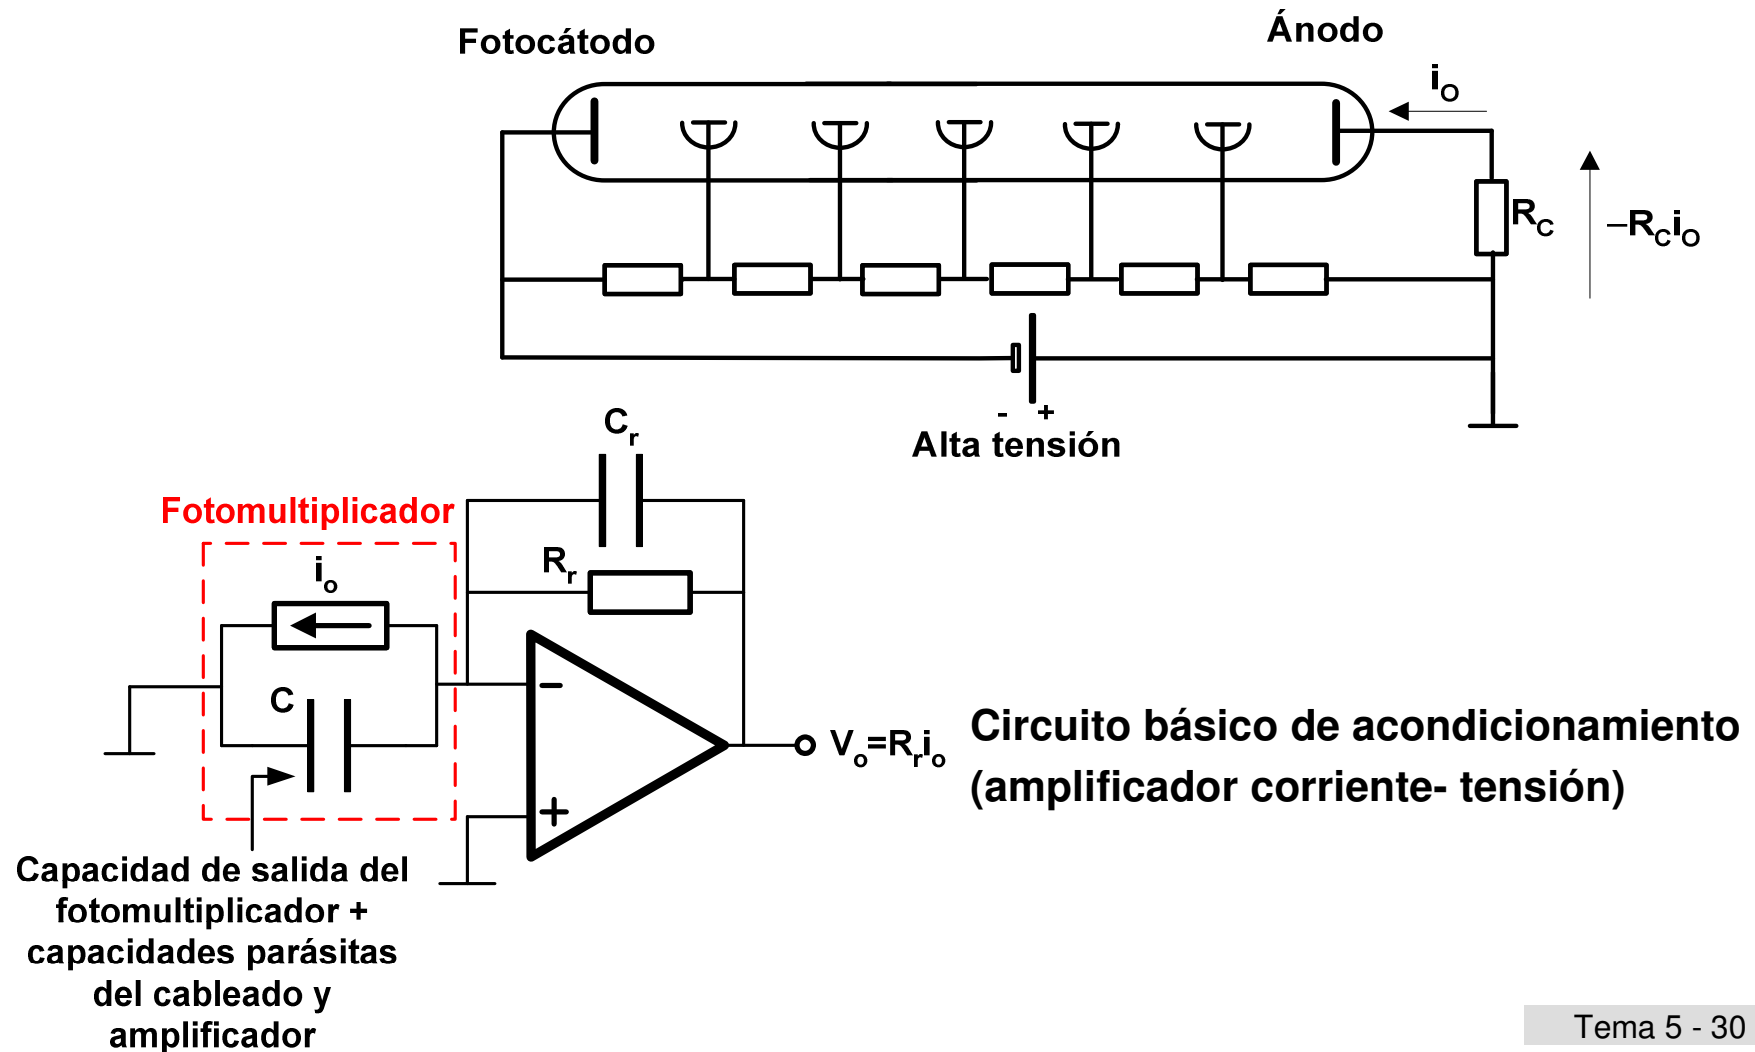 Fotocátodo
Ánodo
iO
RC
–RCiO
- +
Alta tensión
Cr
Fotomultiplicador
io
Rr
C
−
+
Vo=Rrio
Circuito básico de acondicionamiento
(amplificador corriente- tensión)
Capacidad de salida del
fotomultiplicador +
capacidades parásitas
del cableado y
amplificador
Tema 5 - 30